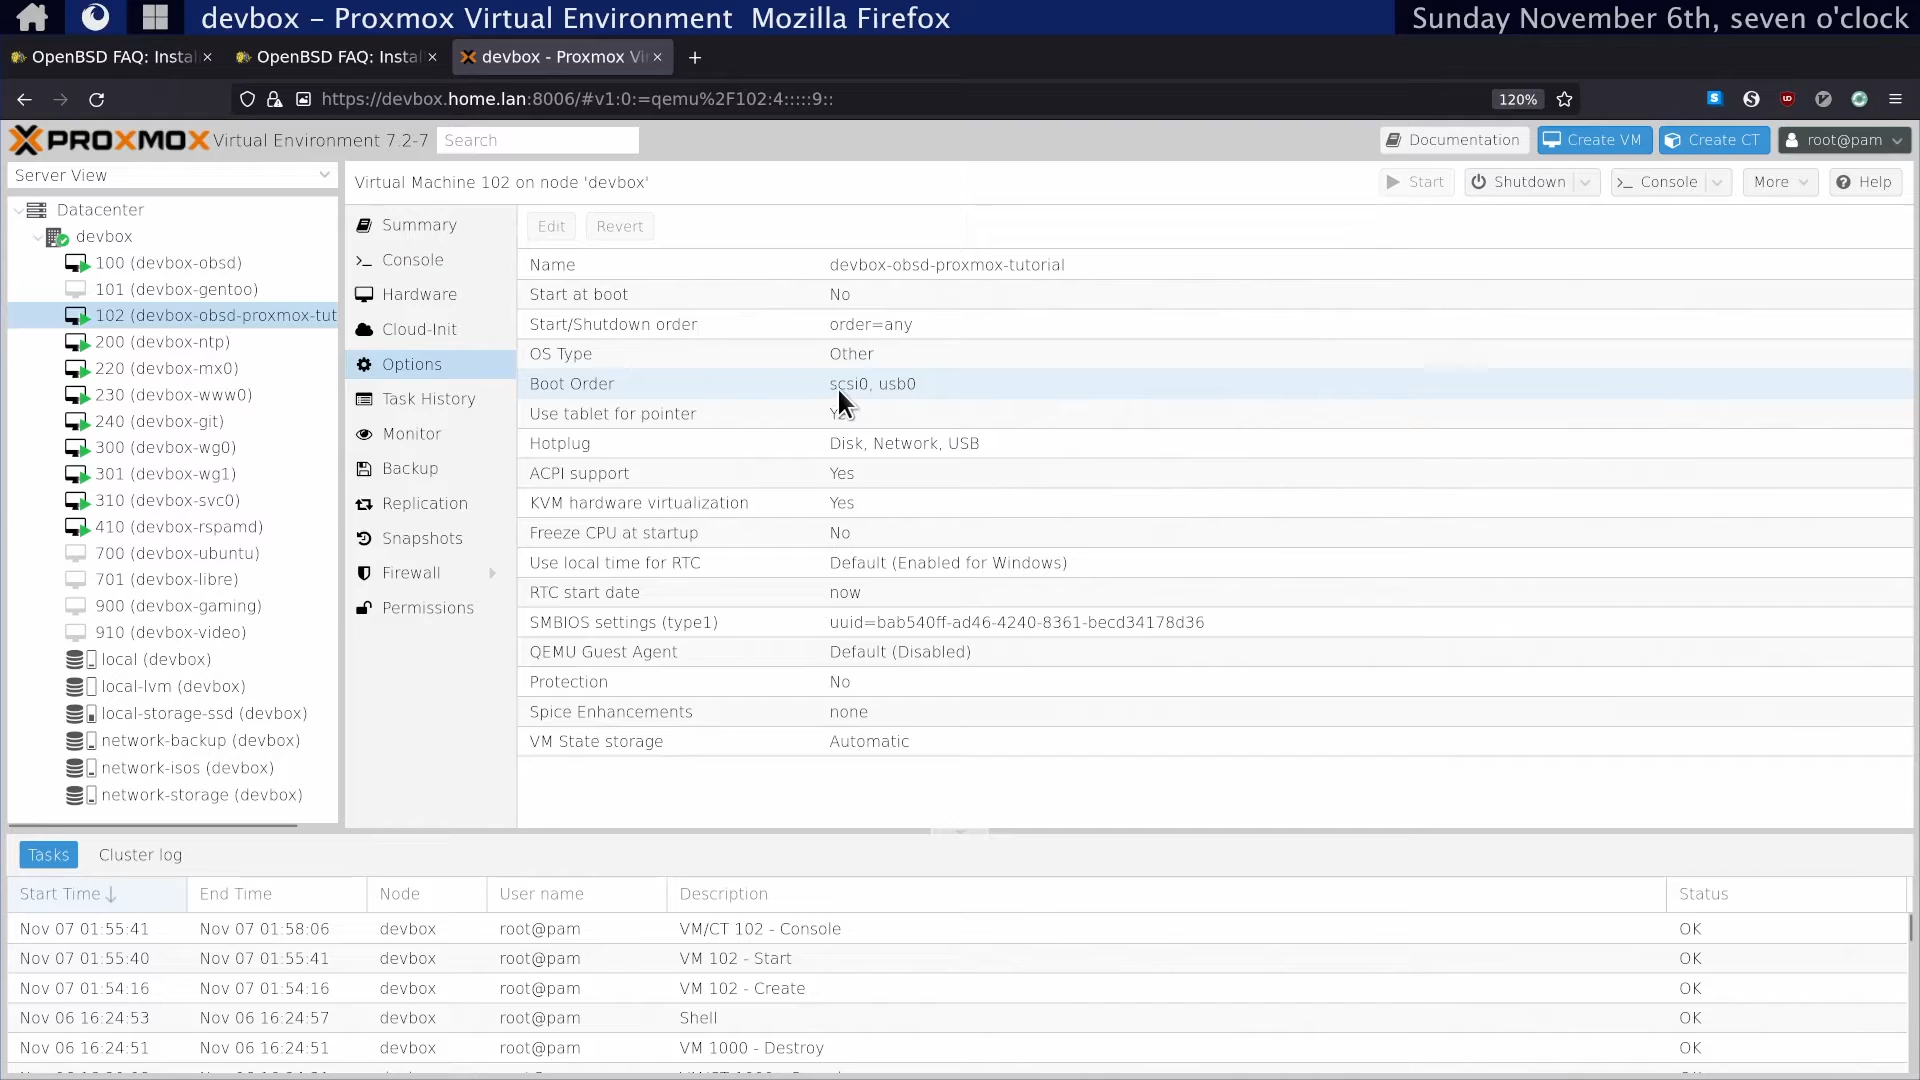 devbox – Proxmox Virtual Environment  Mozilla Firefox
Sunday November 6th, seven o'clock
OpenBSD FAQ: Instal
OpenBSD FAQ: Instal
devbox - Proxmox Vi
https://devbox.home.lan:8006/#v1:0:=qemu%2F102:4:::::9::
120%
PROXMOX Virtual Environment 7.2-7
Search
Documentation
Create VM
Create CT
root@pam
Server View
Virtual Machine 102 on node 'devbox'
Start
Shutdown
Console
More
Help
Datacenter
devbox
100 (devbox-obsd)
101 (devbox-gentoo)
102 (devbox-obsd-proxmox-tut
200 (devbox-ntp)
220 (devbox-mx0)
230 (devbox-www0)
240 (devbox-git)
300 (devbox-wg0)
301 (devbox-wg1)
310 (devbox-svc0)
410 (devbox-rspamd)
700 (devbox-ubuntu)
701 (devbox-libre)
900 (devbox-gaming)
910 (devbox-video)
local (devbox)
local-lvm (devbox)
local-storage-ssd (devbox)
network-backup (devbox)
network-isos (devbox)
network-storage (devbox)
Summary
Console
Hardware
Cloud-Init
Options
Task History
Monitor
Backup
Replication
Snapshots
Firewall
Permissions
Edit
Revert
Name devbox-obsd-proxmox-tutorial
Start at boot No
Start/Shutdown order order=any
OS Type Other
Boot Order scsi0, usb0
Use tablet for pointer
Hotplug Disk, Network, USB
ACPI support Yes
KVM hardware virtualization Yes
Freeze CPU at startup No
Use local time for RTC Default (Enabled for Windows)
RTC start date now
SMBIOS settings (type1) uuid=bab540ff-ad46-4240-8361-becd34178d36
QEMU Guest Agent Default (Disabled)
Protection No
Spice Enhancements none
VM State storage Automatic
Tasks
Cluster log
Start Time End Time Node User name Description Status
Nov 07 01:55:41 Nov 07 01:58:06 devbox root@pam VM/CT 102 - Console OK
Nov 07 01:55:40 Nov 07 01:55:41 devbox root@pam VM 102 - Start OK
Nov 07 01:54:16 Nov 07 01:54:16 devbox root@pam VM 102 - Create OK
Nov 06 16:24:53 Nov 06 16:24:57 devbox root@pam Shell OK
Nov 06 16:24:51 Nov 06 16:24:51 devbox root@pam VM 1000 - Destroy OK